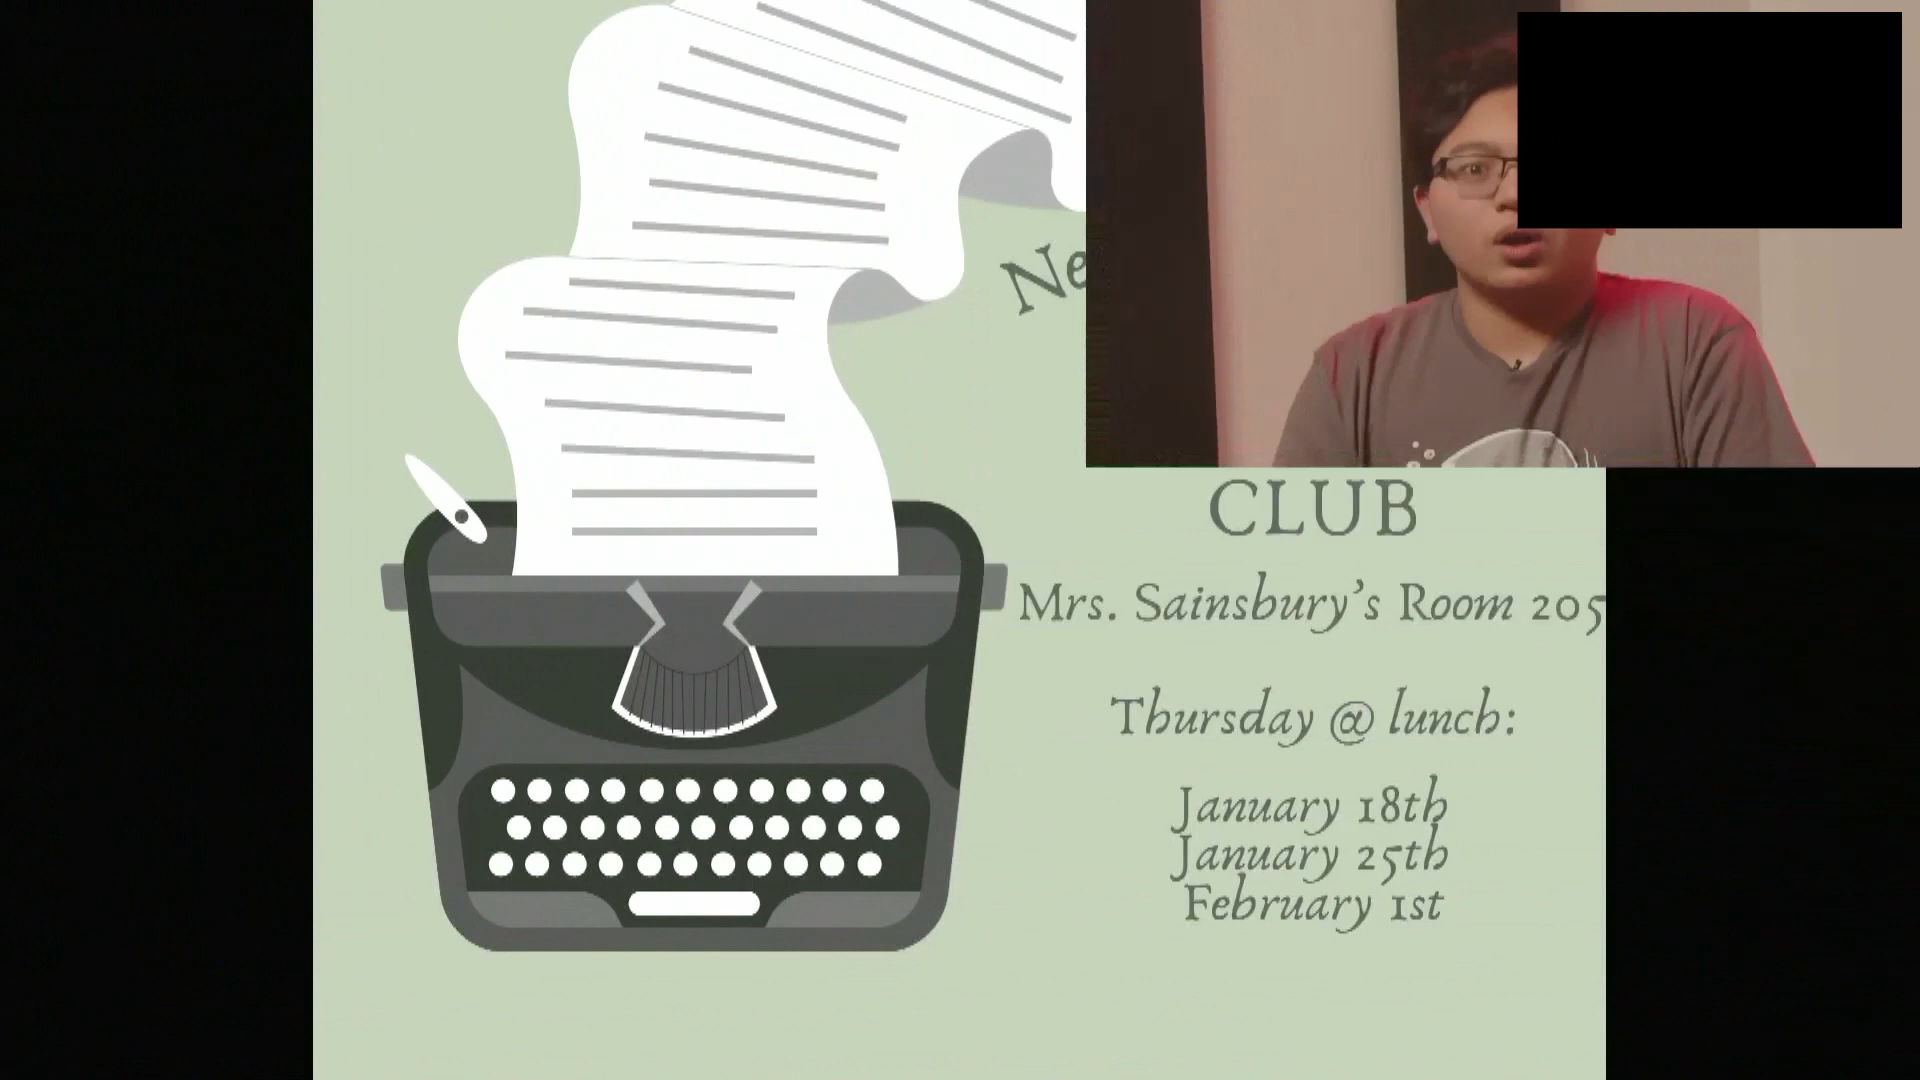 CLUB
Mrs. Sainsbury's Room 205
Thursday @ lunch:
January 18th
January 25th
February 1st